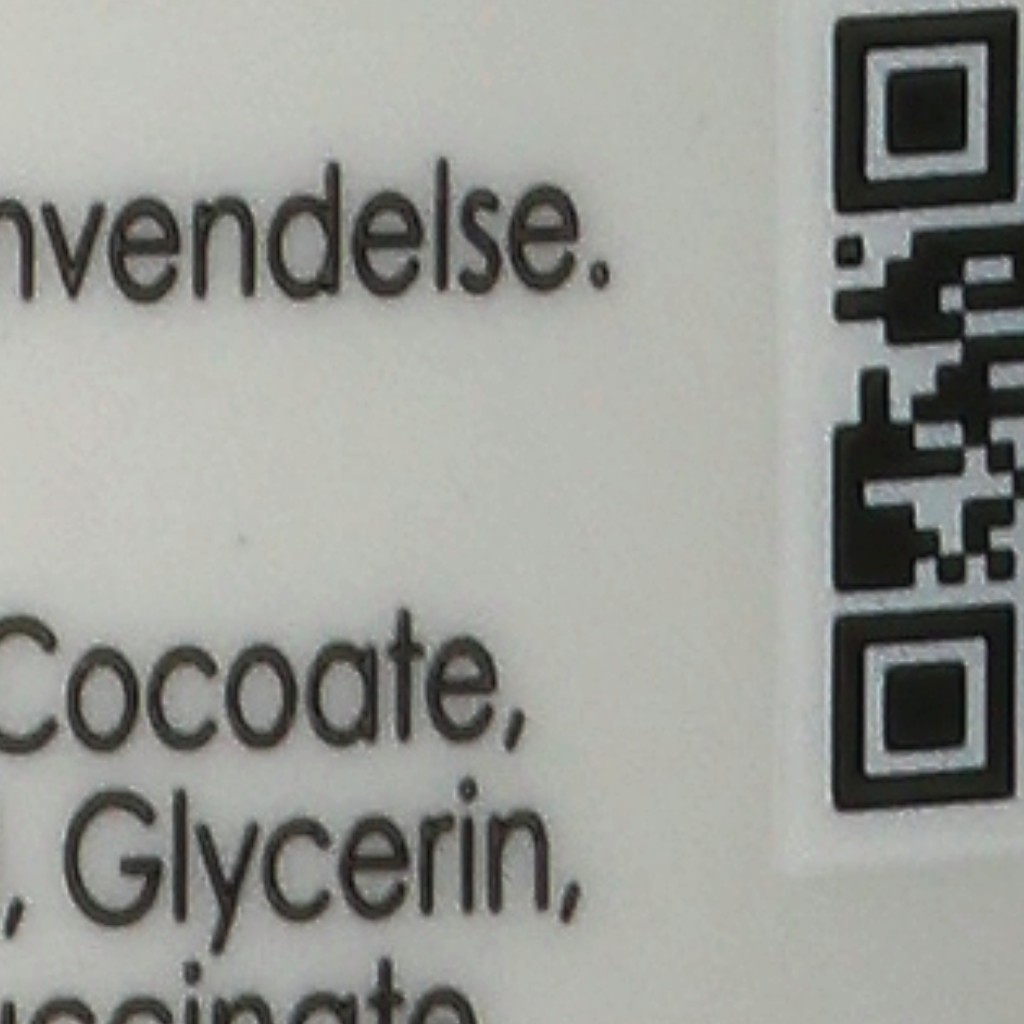 nvendelse.
Cocoate,
, Glycerin,